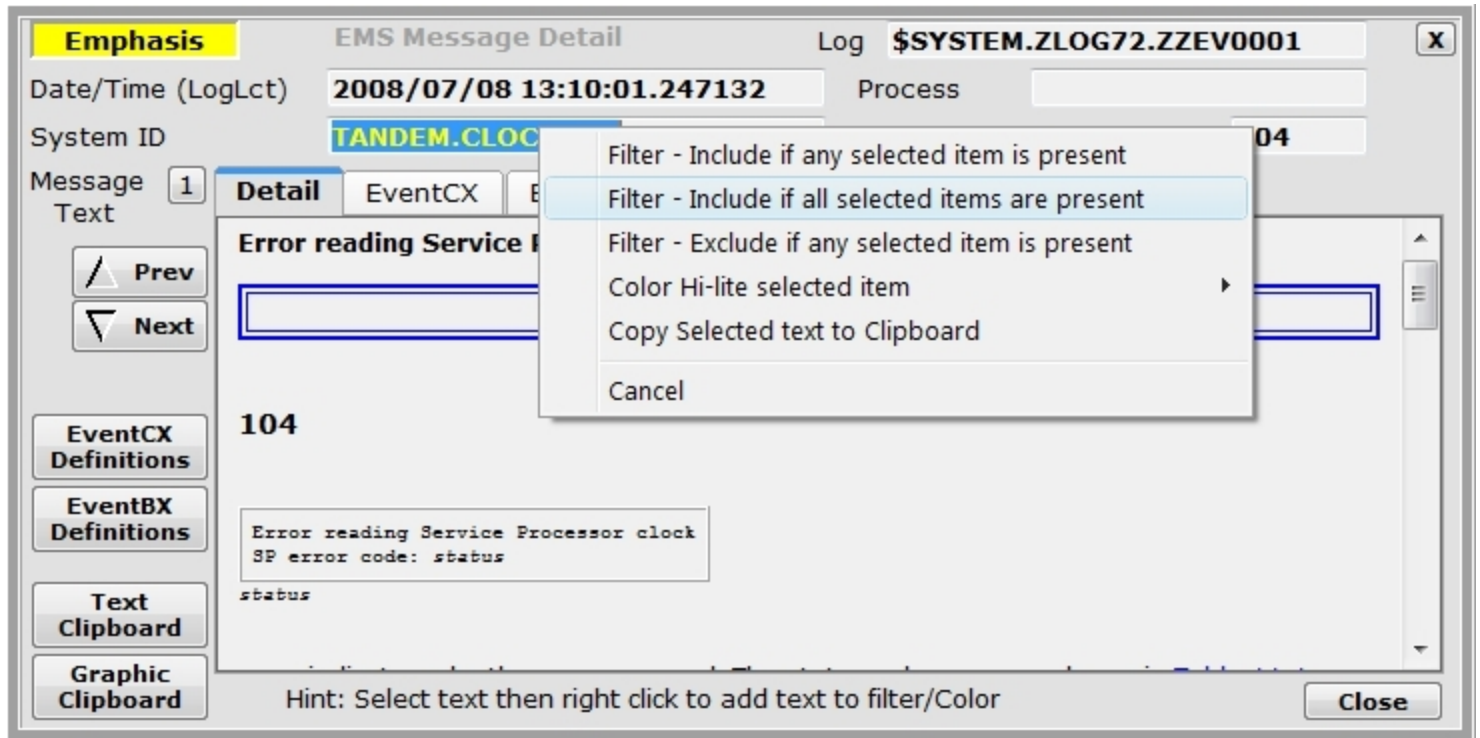 Emphasis EMS Message Detail Log $SYSTEM.ZLOG72.ZZEV0001 X
Date/Time (LogLct) 2008/07/08 13:10:01.247132 Process
System ID TANDEM.CLOC 04
Message Text 1
Detail EventCX
Filter - Include if any selected item is present
Filter - Include if all selected items are present
Filter - Exclude if any selected item is present
Color Hi-lite selected item
Copy Selected text to Clipboard
Cancel
Prev
Next
EventCX Definitions
EventBX Definitions
Text Clipboard
Graphic Clipboard
Error reading Service
104
Error reading Service Processor clock
SP error code: status
status
Hint: Select text then right click to add text to filter/Color
Close